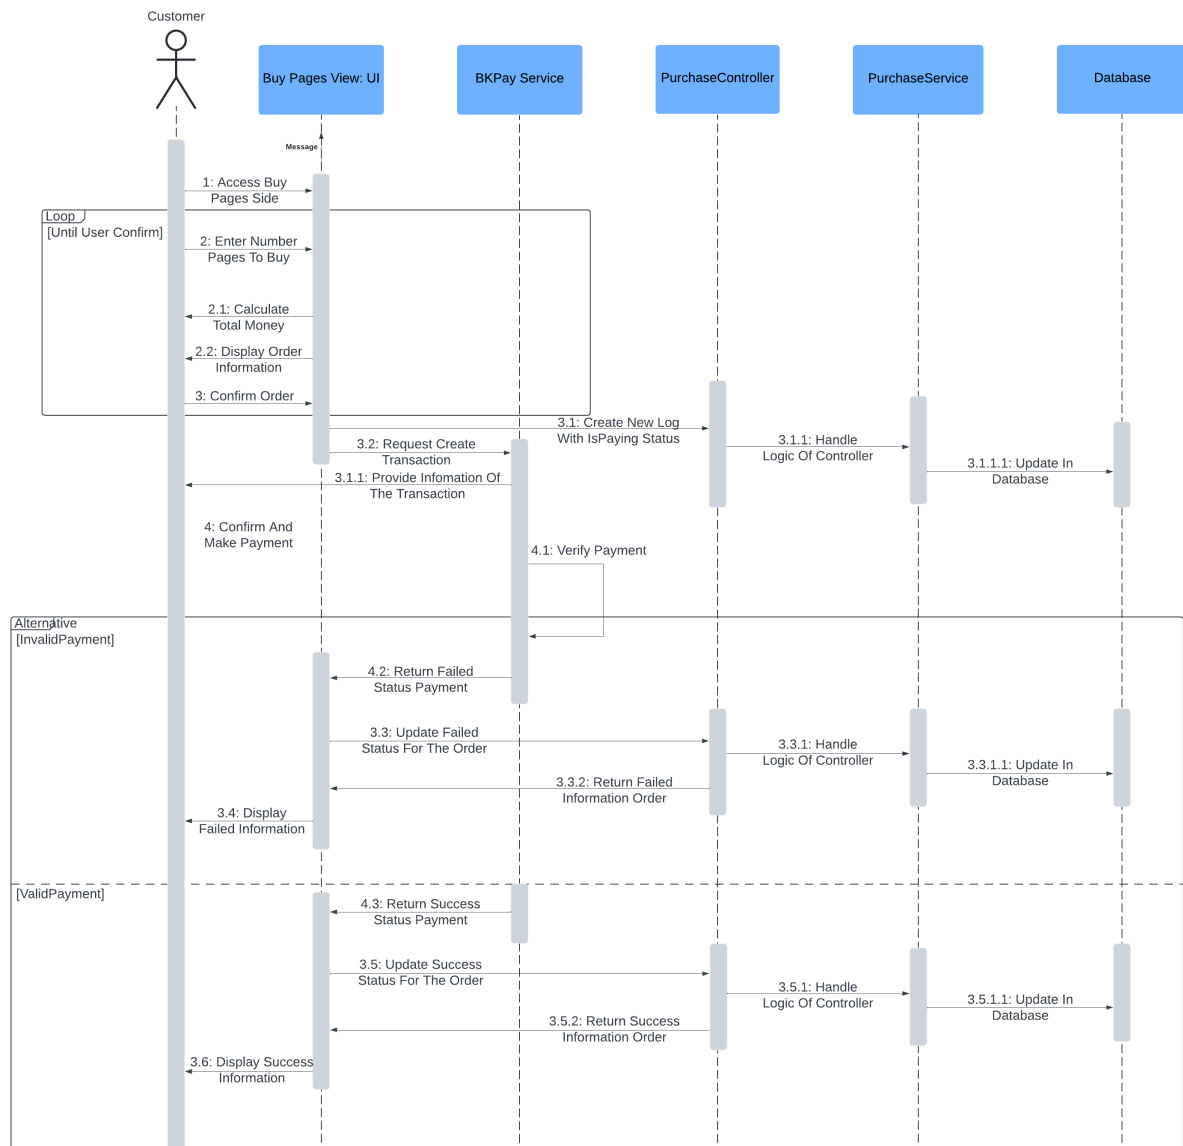 Customer
Buy Pages View: UI
BKPay Service
PurchaseController
PurchaseService
Database
Message
1: Access Buy
Pages Side
Loop
[Until User Confirm]
2: Enter Number
Pages To Buy
2.1: Calculate
Total Money
2.2: Display Order
Information
3: Confirm Order
3.1: Create New Log
With IsPaying Status
3.2: Request Create
Transaction
3.1.1: Handle
Logic Of Controller
3.1.1.1: Update In
Database
3.1.1: Provide Infomation Of
The Transaction
4: Confirm And
Make Payment
4.1: Verify Payment
Alternative
[InvalidPayment]
4.2: Return Failed
Status Payment
3.3: Update Failed
Status For The Order
3.3.1: Handle
Logic Of Controller
3.3.1.1: Update In
Database
3.3.2: Return Failed
Information Order
3.4: Display
Failed Information
[ValidPayment]
4.3: Return Success
Status Payment
3.5: Update Success
Status For The Order
3.5.1: Handle
Logic Of Controller
3.5.1.1: Update In
Database
3.5.2: Return Success
Information Order
3.6: Display Success
Information